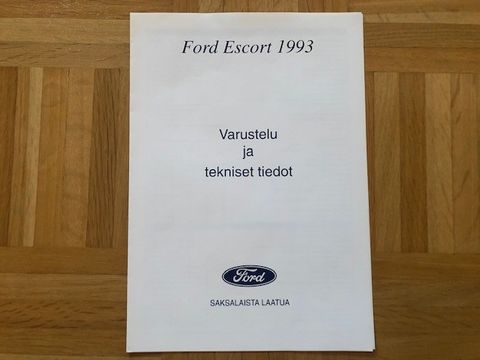 Ford Escort 1993
Varustelu
ja
tekniset tiedot
Ford
SAKSALAISTA LAATUA